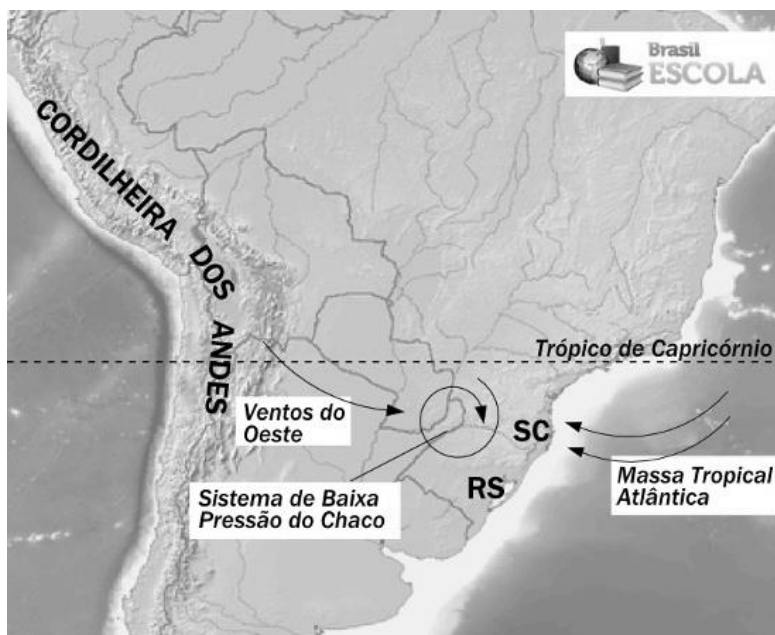 Brasil
ESCOLA
CORDILHEIRA DOS ANDES
Trópico de Capricórnio
Ventos do
Oeste
SC
Massa Tropical
Atlântica
RS
Sistema de Baixa
Pressão do Chaco